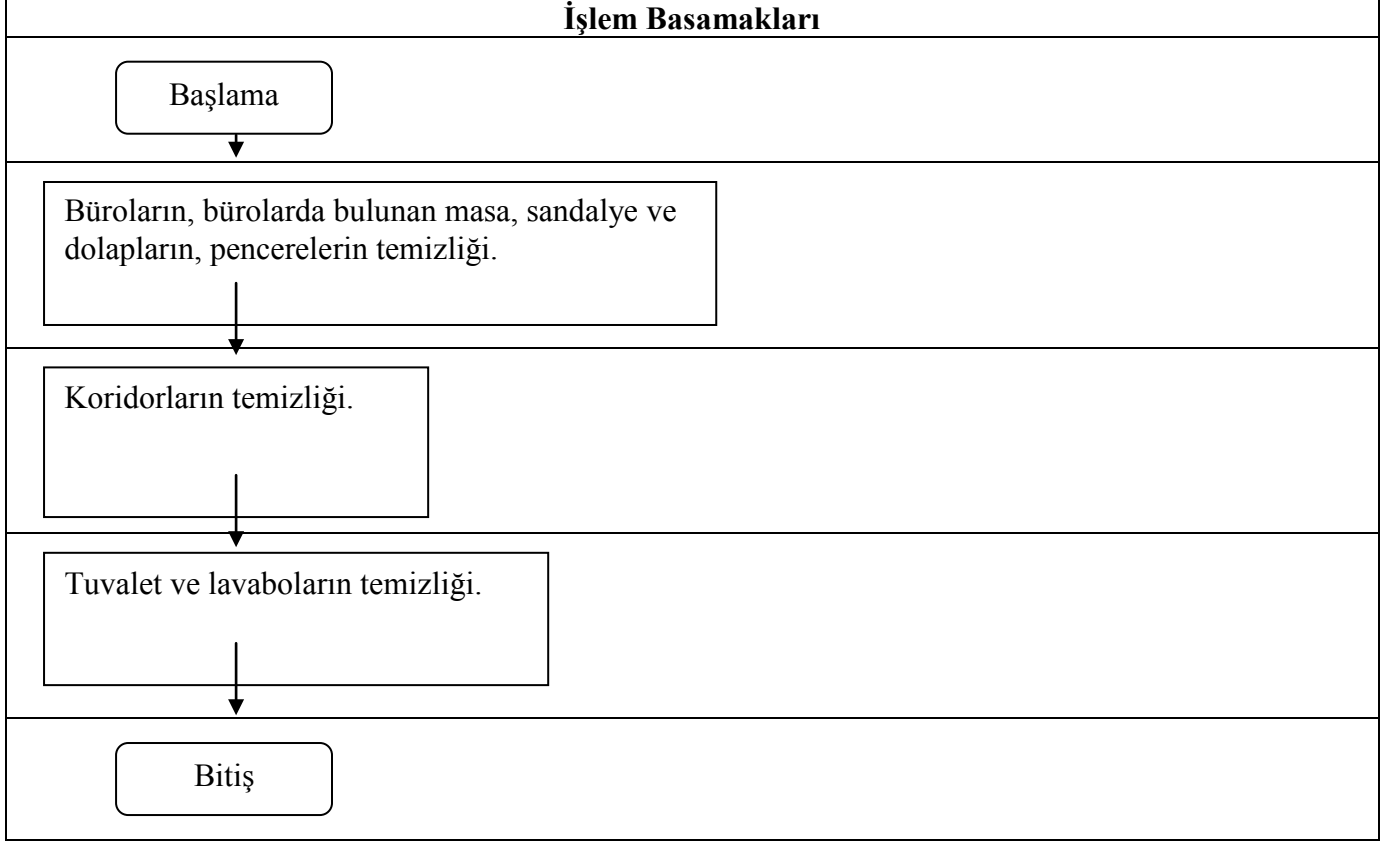 İşlem Basamakları
Başlama
Büroların, bürolarda bulunan masa, sandalye ve
dolapların, pencerelerin temizliği.
Koridorların temizliği.
Tuvalet ve lavaboların temizliği.
Bitiş